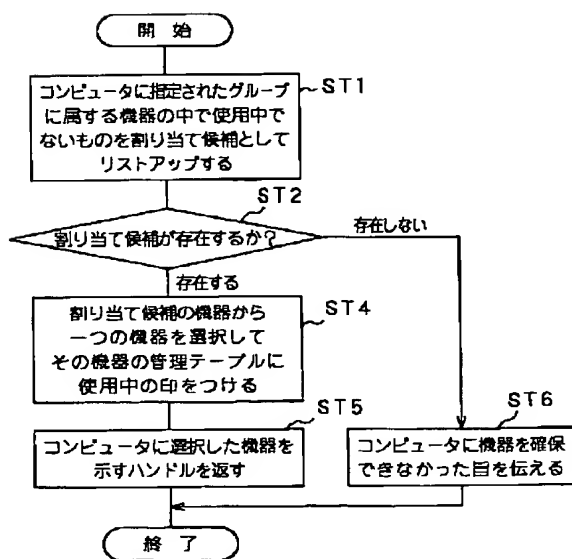 開始
コンピュータに指定されたグループ
に属する機器の中で使用中で
ないものを割り当て候補として
リストアップする
ST1
ST2
割り当て候補が存在するか?
存在しない
存在する
割り当て候補の機器から
一つの機器を選択して
その機器の管理テーブルに
使用中の印をつける
ST4
ST5
コンピュータに選択した機器を
示すハンドルを返す
ST6
コンピュータに機器を確保
できなかった旨を伝える
終了